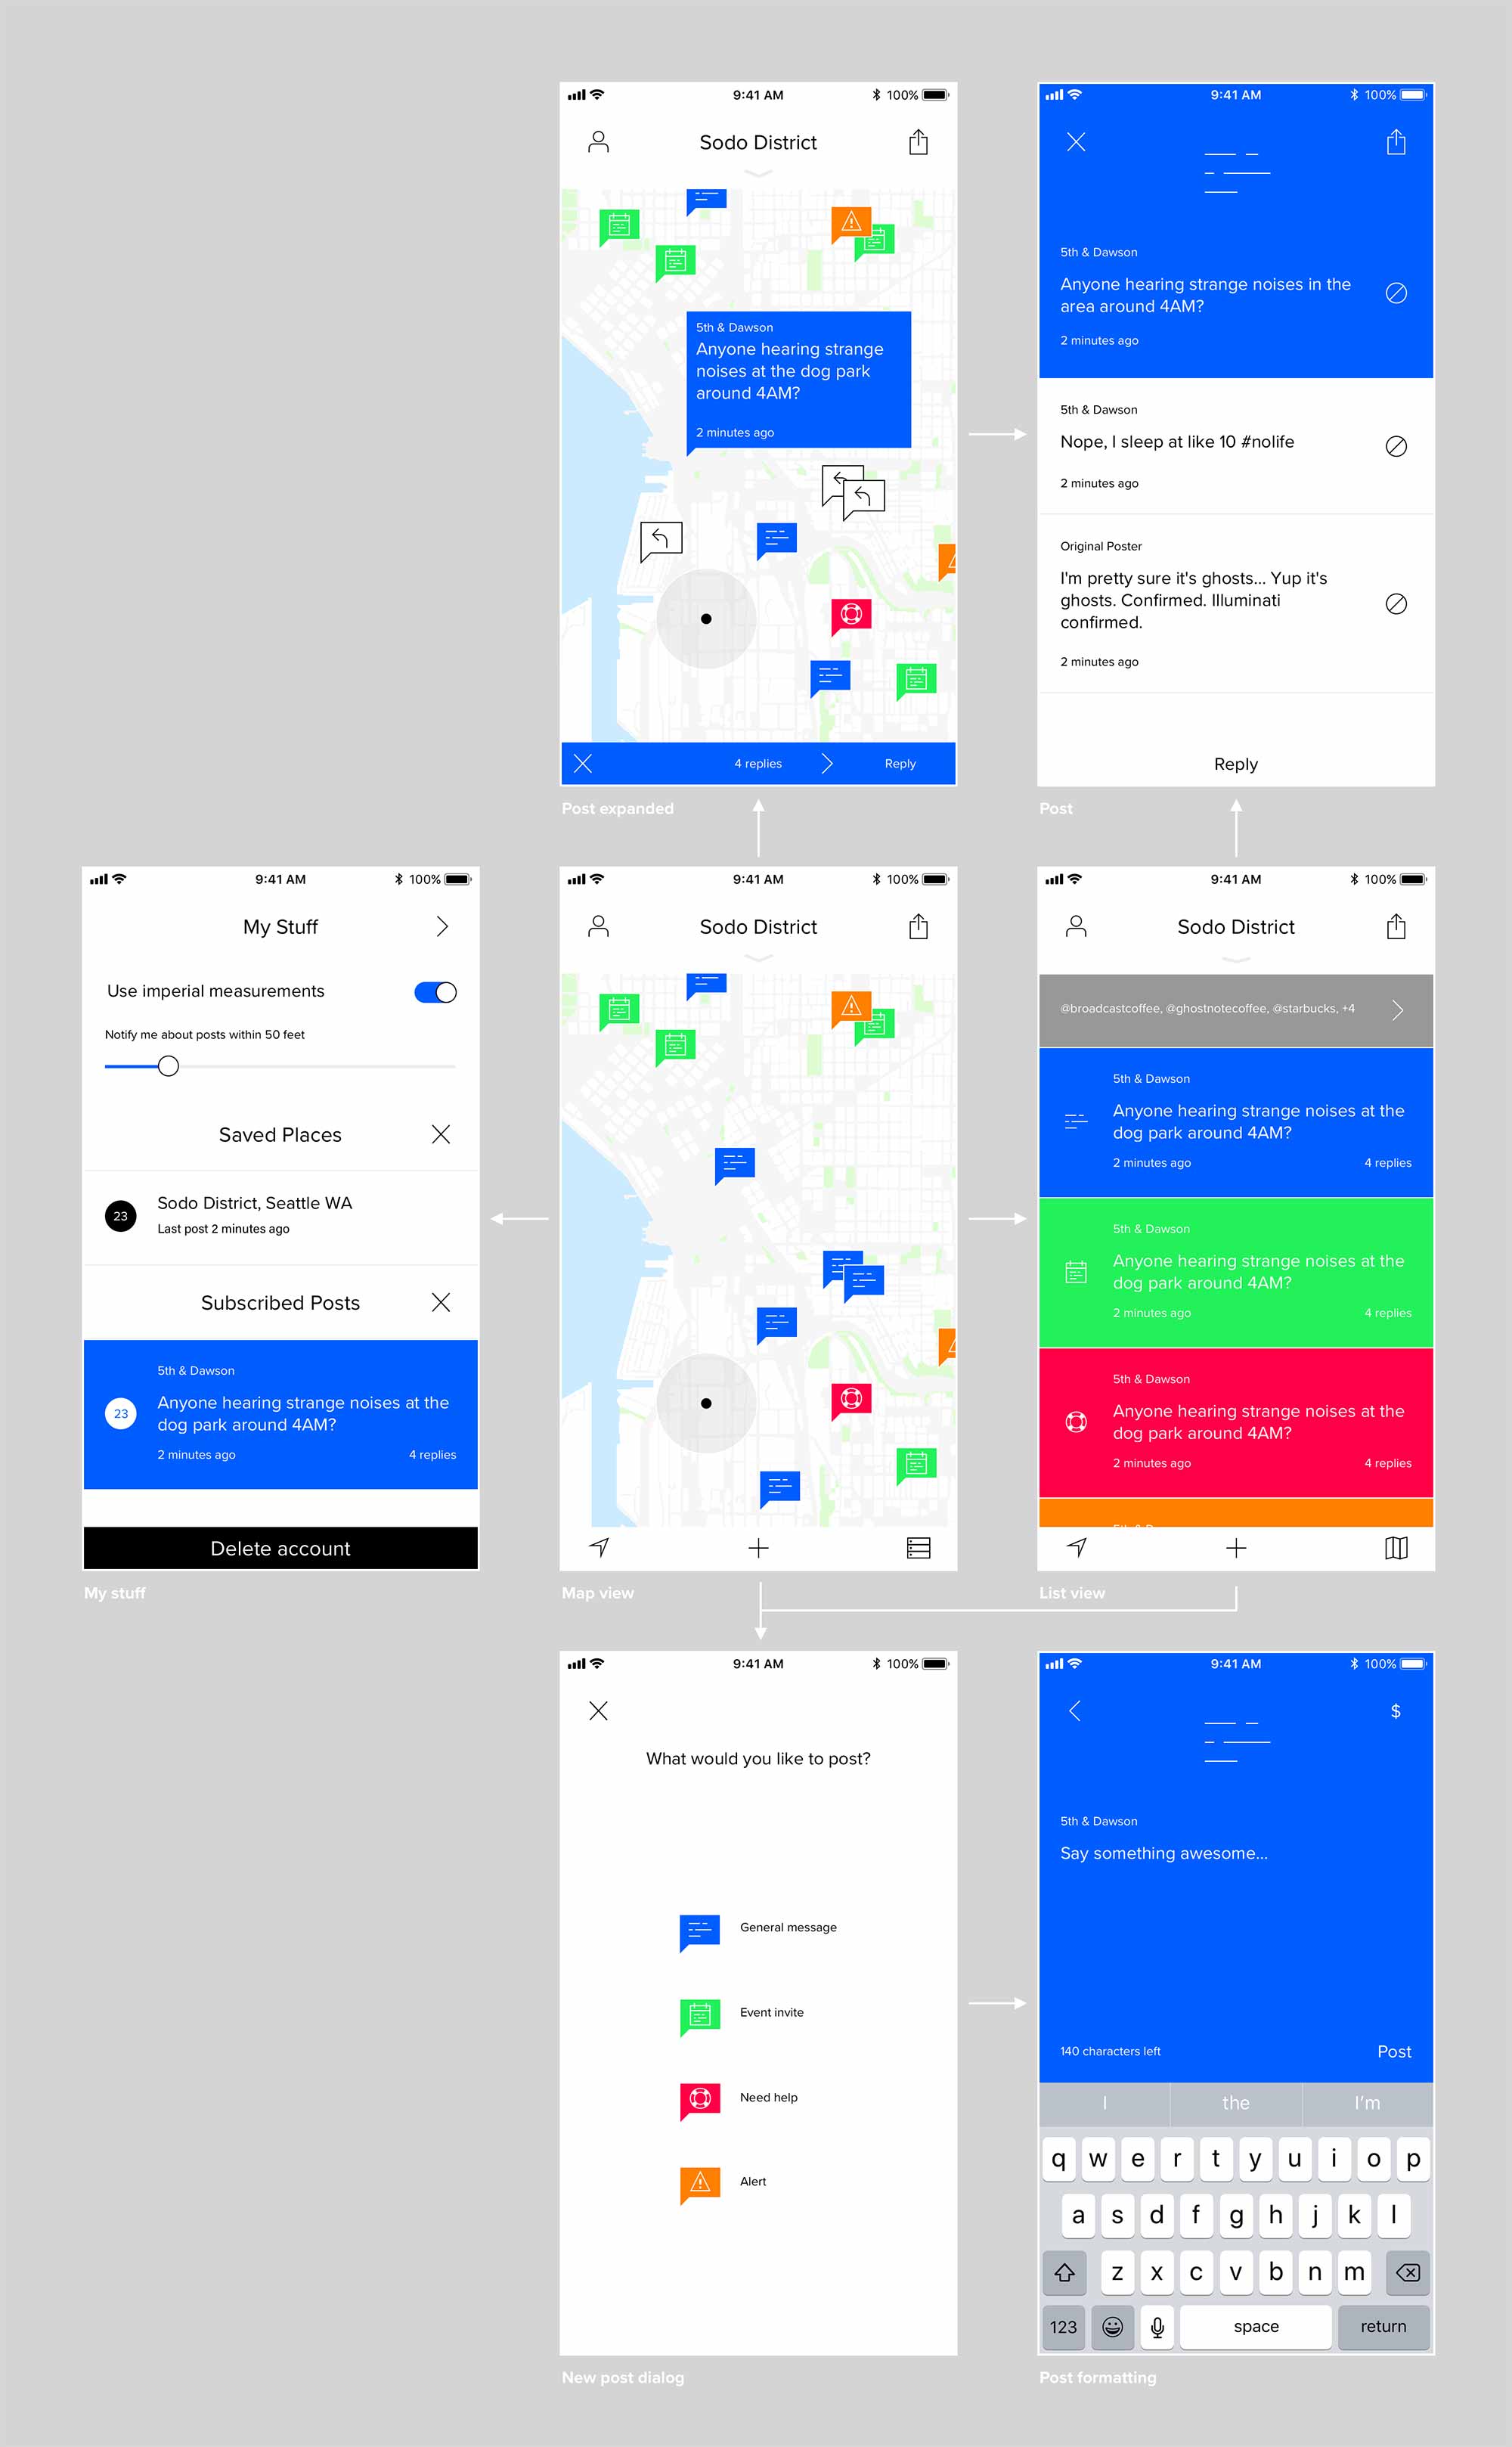 9:41 AM
100%
Sodo District
5th & Dawson
Anyone hearing strange
noises at the dog park
around 4AM?
2 minutes ago
4 replies
Reply
Post expanded
9:41 AM
100%
5th & Dawson
Anyone hearing strange noises in the
area around 4AM?
2 minutes ago
5th & Dawson
Nope, I sleep at like 10 #nolife
2 minutes ago
Original Poster
I'm pretty sure it's ghosts... Yup it's
ghosts. Confirmed. Illuminati
confirmed.
2 minutes ago
Reply
Post
9:41 AM
100%
My Stuff
Use imperial measurements
Notify me about posts within 50 feet
Saved Places
23
Sodo District, Seattle WA
Last post 2 minutes ago
Subscribed Posts
5th & Dawson
23
Anyone hearing strange noises at the
dog park around 4AM?
2 minutes ago
4 replies
Delete account
My stuff
9:41 AM
100%
Sodo District
Map view
9:41 AM
100%
Sodo District
@broadcastcoffee, @ghostnotecoffee, @starbucks, +4
5th & Dawson
Anyone hearing strange noises at the
dog park around 4AM?
2 minutes ago
4 replies
5th & Dawson
Anyone hearing strange noises at the
dog park around 4AM?
2 minutes ago
4 replies
5th & Dawson
Anyone hearing strange noises at the
dog park around 4AM?
2 minutes ago
4 replies
List view
9:41 AM
100%
What would you like to post?
General message
Event invite
Need help
Alert
New post dialog
9:41 AM
100%
$
5th & Dawson
Say something awesome...
140 characters left
Post
I the I'm
q w e r t y u i o p
a s d f g h j k l
z x c v b n m
123 space return
Post formatting